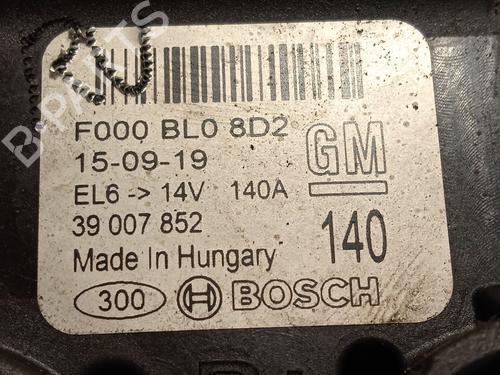 B-PARTS
F000 BL0 8D2
15-09-19
GM
EL6 -> 14V 140A
39 007 852
140
Made In Hungary
300 BOSCH